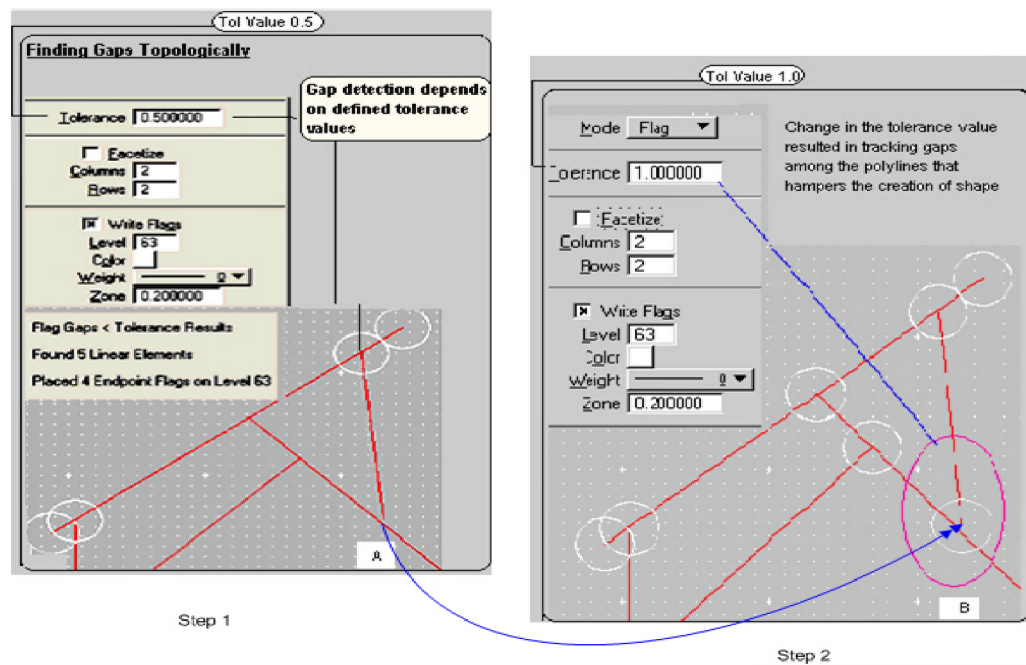 Tol Value 0.5
Finding Gaps Topologically
Gap detection depends
on defined tolerance
values
Tolerance 0.500000
Facetize
Columns 2
Rows 2
Write Flags
Level 63
Color
Weight 0
Zone 0.200000
Flag Gaps < Tolerance Results
Found 5 Linear Elements
Placed 4 Endpoint Flags on Level 63
A
Step 1
Tol Value 1.0
Mode Flag
Tolerance 1.000000
Change in the tolerance value
resulted in tracking gaps
among the polylines that
hampers the creation of shape
Facetize
Columns 2
Rows 2
Write Flags
Level 63
Color
Weight 0
Zone 0.200000
B
Step 2